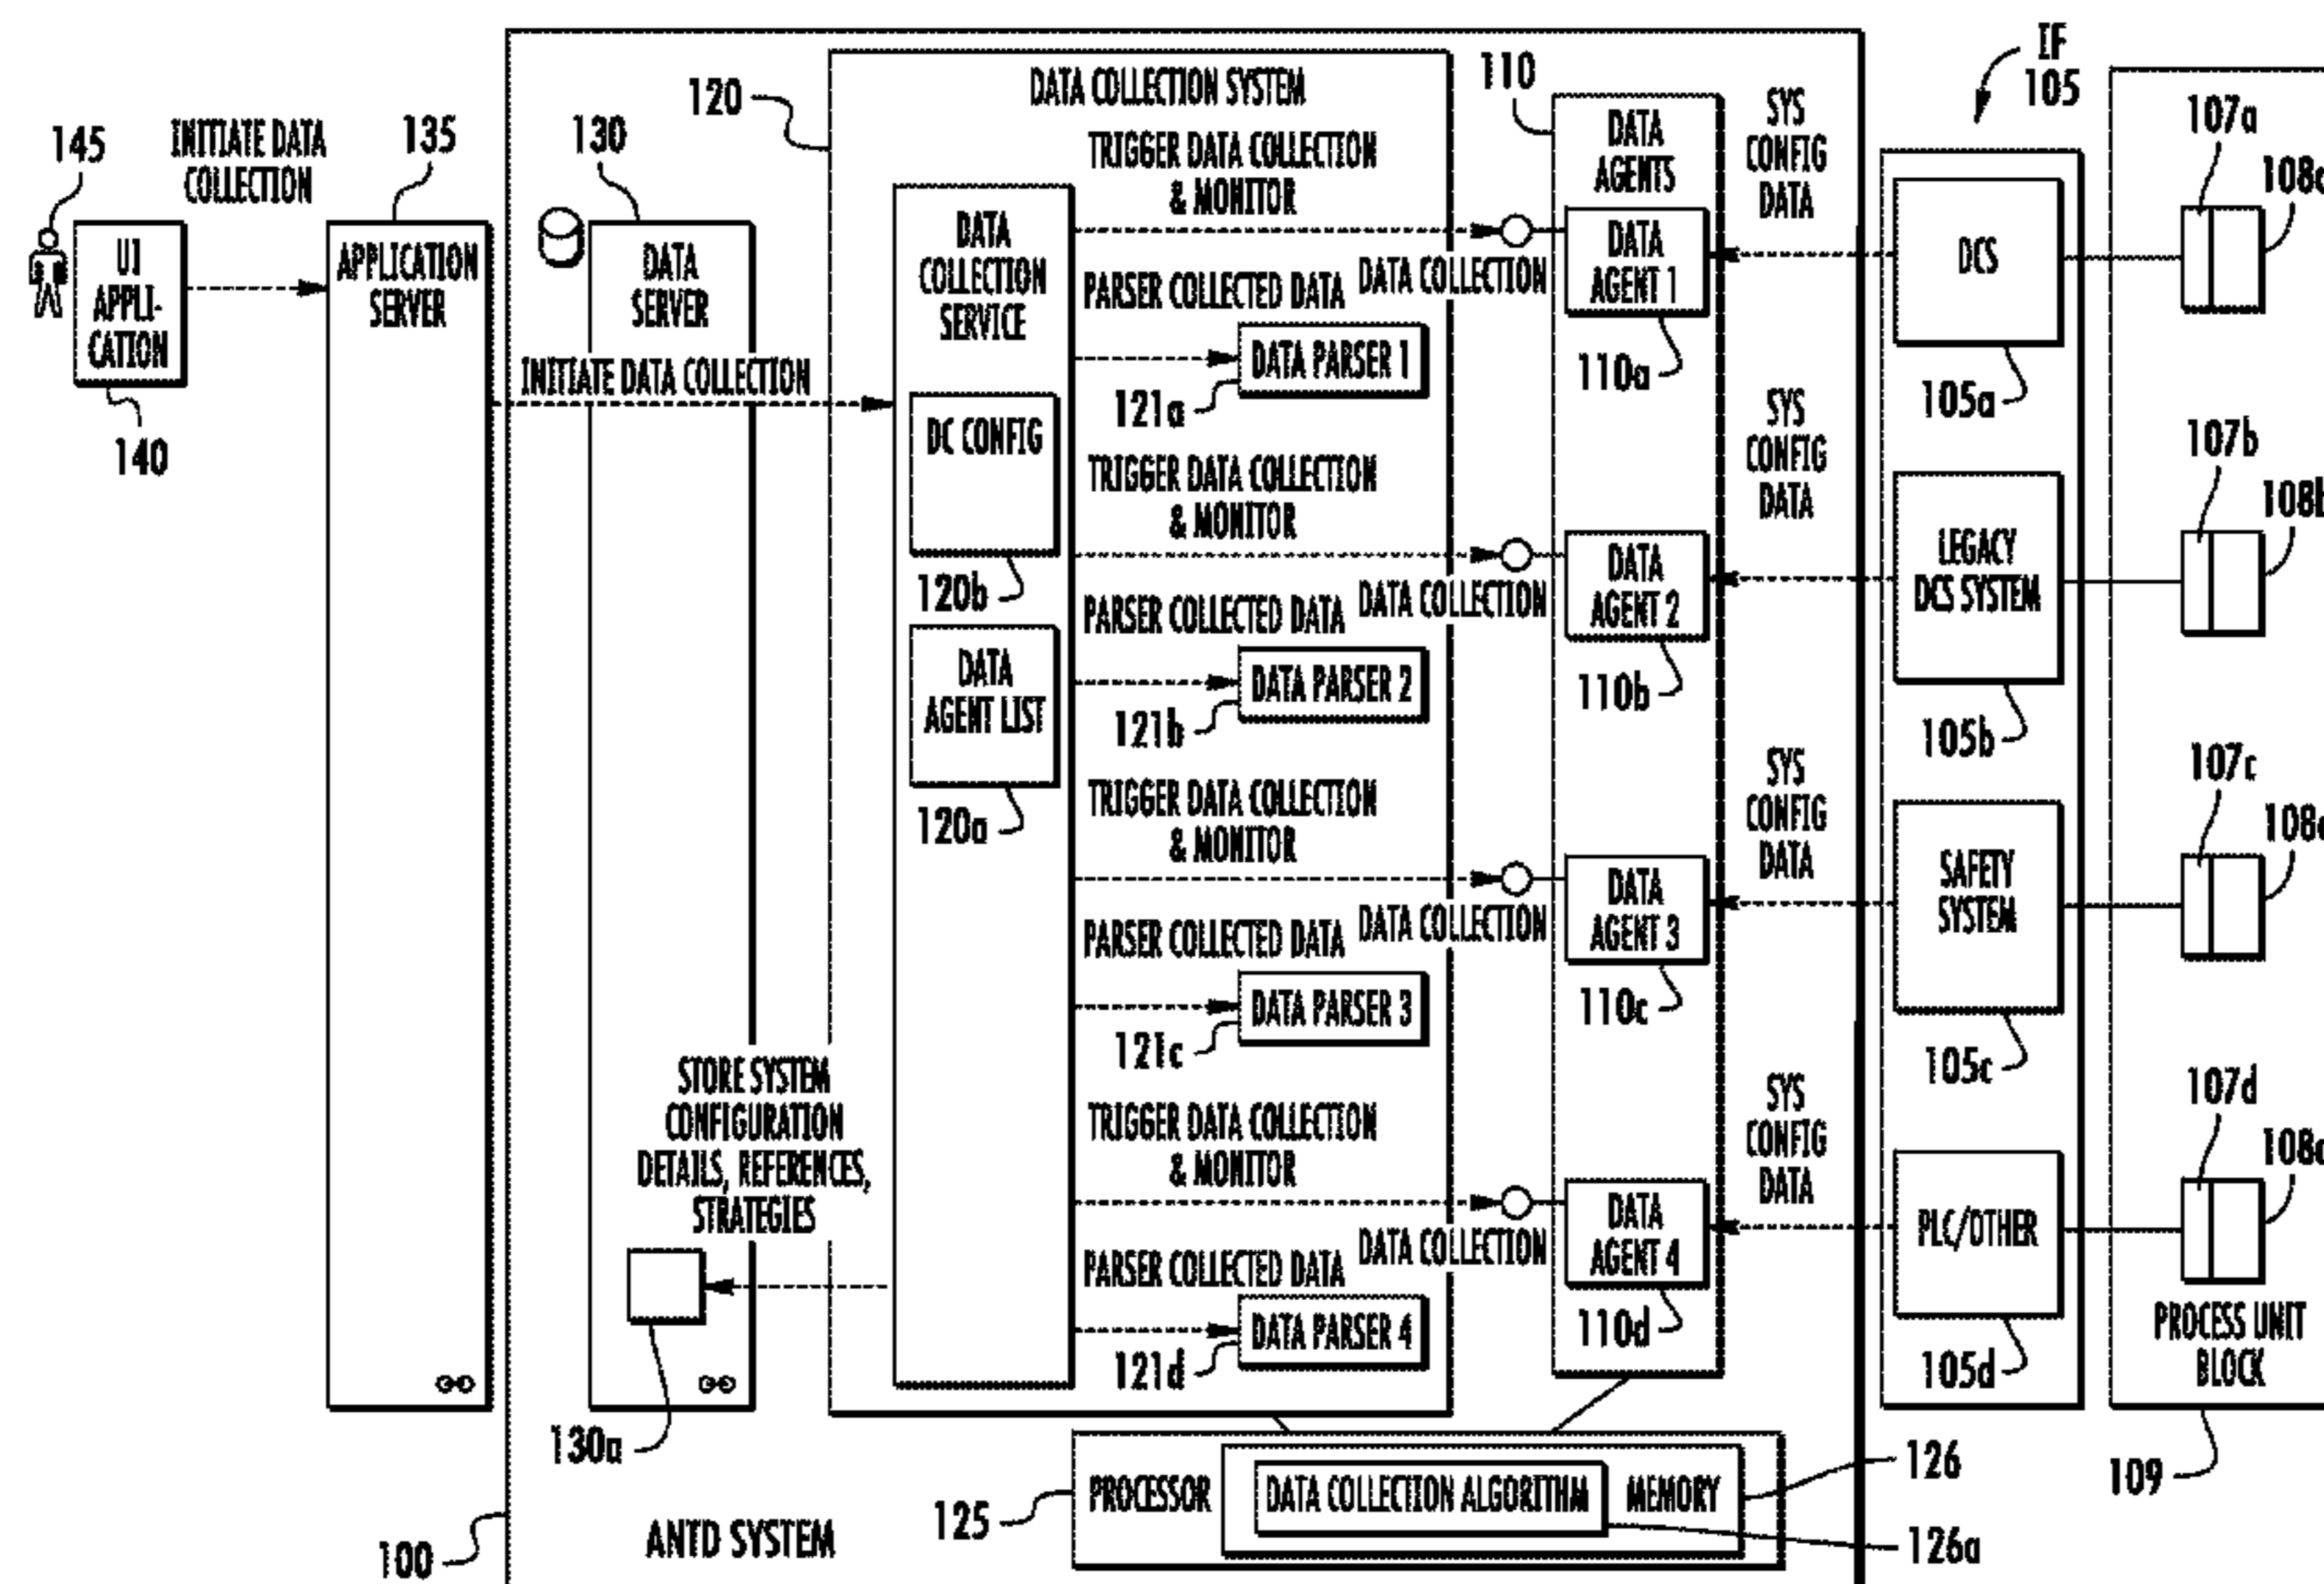 145
INITIATE DATA
COLLECTION
135
UI
APPLI-
CATION
140
APPLICATION
SERVER
130
DATA
SERVER
INITIATE DATA COLLECTION
120
DATA COLLECTION SYSTEM
DATA
COLLECTION
SERVICE
DC CONFIG
120b
DATA
AGENT LIST
120a
TRIGGER DATA COLLECTION
& MONITOR
PARSER COLLECTED DATA
DATA COLLECTION
DATA PARSER 1
121a
TRIGGER DATA COLLECTION
& MONITOR
PARSER COLLECTED DATA
DATA COLLECTION
DATA PARSER 2
121b
TRIGGER DATA COLLECTION
& MONITOR
PARSER COLLECTED DATA
DATA COLLECTION
DATA PARSER 3
121c
TRIGGER DATA COLLECTION
& MONITOR
PARSER COLLECTED DATA
DATA COLLECTION
DATA PARSER 4
121d
STORE SYSTEM
CONFIGURATION
DETAILS, REFERENCES,
STRATEGIES
130a
110
DATA
AGENTS
DATA
AGENT 1
110a
DATA
AGENT 2
110b
DATA
AGENT 3
110c
DATA
AGENT 4
110d
SYS
CONFIG
DATA
SYS
CONFIG
DATA
SYS
CONFIG
DATA
SYS
CONFIG
DATA
IF
105
DCS
105a
LEGACY
DCS SYSTEM
105b
SAFETY
SYSTEM
105c
PLC/OTHER
105d
107a
107b
108b
107c
107d
PROCESS UNIT
BLOCK
109
PROCESSOR
DATA COLLECTION ALGORITHM
MEMORY
125
126
126a
ANTD SYSTEM
100